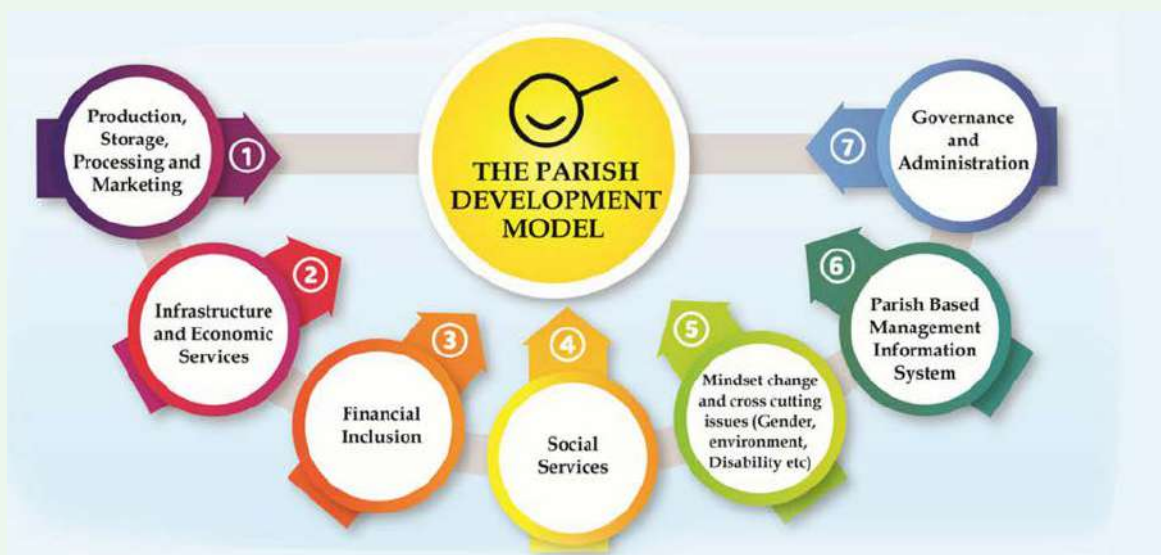 THE PARISH
DEVELOPMENT
MODEL
Production,
Storage,
Processing and
Marketing
1
Infrastructure
and Economic
Services
2
Financial
Inclusion
3
Social
Services
4
Mindset change
and cross cutting
issues (Gender,
environment,
Disability etc)
5
Parish Based
Management
Information
System
6
Governance
and
Administration
7